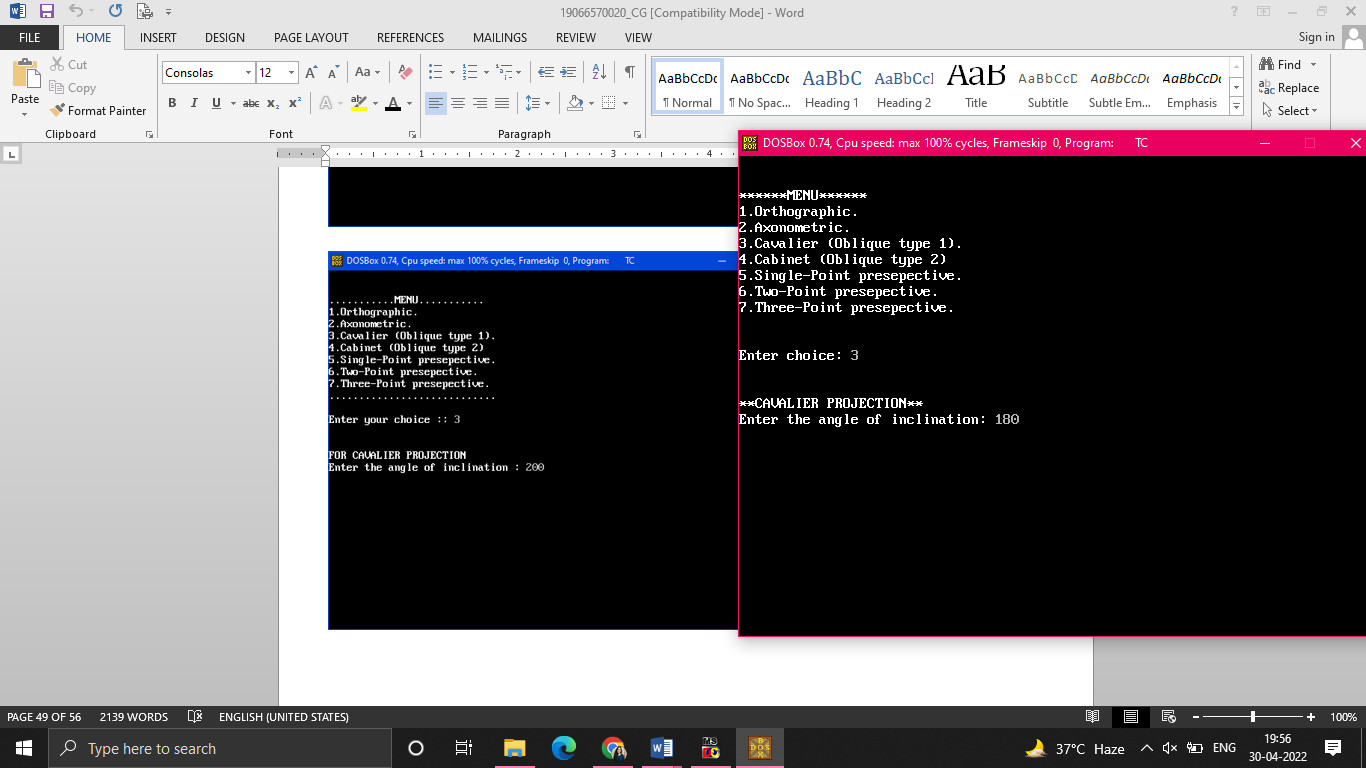 19066570020_CG [Compatibility Mode] - Word
FILE HOME INSERT DESIGN PAGE LAYOUT REFERENCES MAILINGS REVIEW VIEW Sign in
Paste
Cut
Copy
Format Painter
Clipboard
Consolas 12
Font
Paragraph
AaBbCcDc AaBbCcDc AaBbC AaBbCcI AaB AaBbCcD AaBbCcDc AaBbCcDc
¶ Normal ¶ No Spac... Heading 1 Heading 2 Title Subtitle Subtle Em... Emphasis
Find
Replace
Select
1 2 3 4
DOSBox 0.74, Cpu speed: max 100% cycles, Frameskip 0, Program: TC
...........MENU...........
1.Orthographic.
2.Axonometric.
3.Cavalier (Oblique type 1).
4.Cabinet (Oblique type 2)
5.Single-Point presepective.
6.Two-Point presepective.
7.Three-Point presepective.
............................
Enter your choice :: 3
FOR CAVALIER PROJECTION
Enter the angle of inclination : 200
DOSBox 0.74, Cpu speed: max 100% cycles, Frameskip 0, Program: TC
******MENU******
1.Orthographic.
2.Axonometric.
3.Cavalier (Oblique type 1).
4.Cabinet (Oblique type 2)
5.Single-Point presepective.
6.Two-Point presepective.
7.Three-Point presepective.
Enter choice: 3
**CAVALIER PROJECTION**
Enter the angle of inclination: 180
PAGE 49 OF 56 2139 WORDS ENGLISH (UNITED STATES) 100%
Type here to search
37°C Haze ENG 19:56
30-04-2022